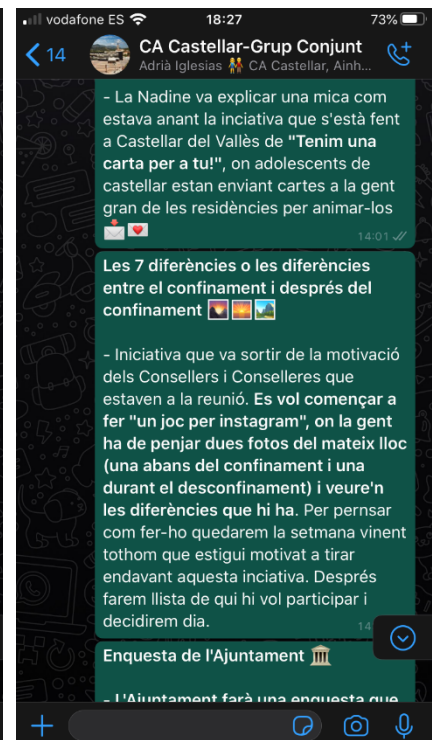 vodafone ES 18:27 73%
14 CA Castellar-Grup Conjunt
Adrià Iglesias 👫 CA Castellar, Ainh...
- La Nadine va explicar una mica com
estava anant la inciativa que s'està fent
a Castellar del Vallès de "Tenim una
carta per a tu!", on adolescents de
castellar estan enviant cartes a la gent
gran de les residències per animar-los
📩💌 14:01
Les 7 diferències o les diferències
entre el confinament i després del
confinament 🌄🌅🏞️
- Iniciativa que va sortir de la motivació
dels Consellers i Conselleres que
estaven a la reunió. Es vol començar a
fer "un joc per instagram", on la gent
ha de penjar dues fotos del mateix lloc
(una abans del confinament i una
durant el desconfinament) i veure'n
les diferències que hi ha. Per pernsar
com fer-ho quedarem la setmana vinent
tothom que estigui motivat a tirar
endavant aquesta inciativa. Després
farem llista de qui hi vol participar i
decidirem dia. 14
Enquesta de l'Ajuntament 🏛️
- L'Ajuntament farà una enquesta que